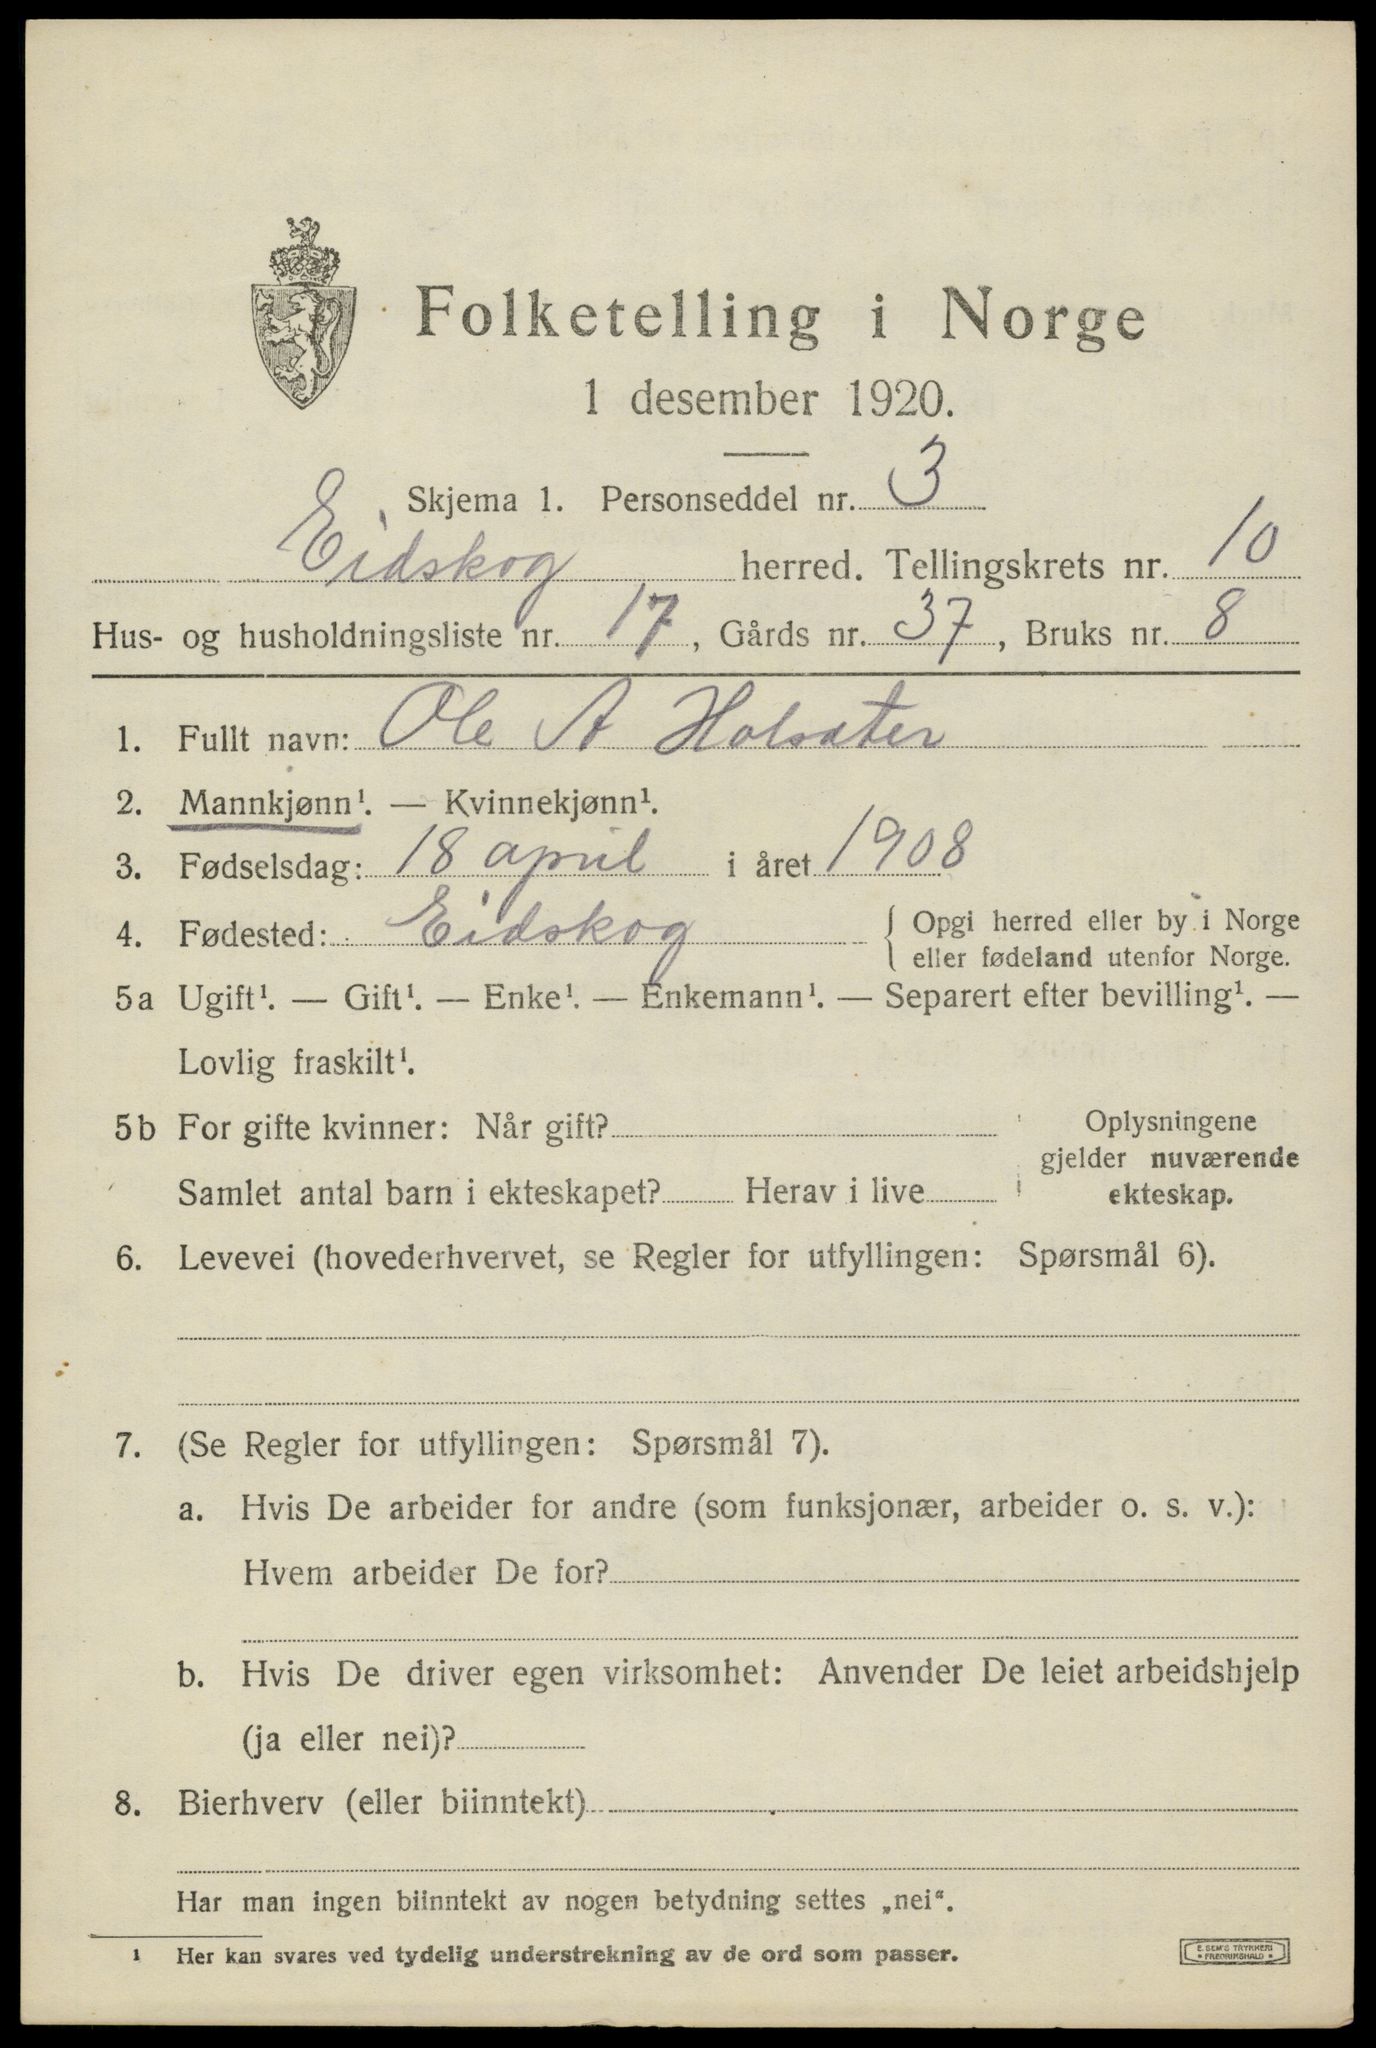 Folketelling i Norge
1 desember 1920.
Skjema 1. Personseddel nr. 3
Eidskog herred. Tellingskrets nr. 10
Hus- og husholdningsliste nr. 17, Gårds nr. 37, Bruks nr. 8
1. Fullt navn: Ole A Holsæter
2. Mannkjønn¹. — Kvinnekjønn¹.
3. Fødselsdag: 18 april i året 1908
4. Fødested: Eidskog { Opgi herred eller by i Norge
eller fødeland utenfor Norge.
5a Ugift¹. — Gift¹. — Enke¹. — Enkemann¹. — Separert efter bevilling¹. —
Lovlig fraskilt¹.
5b For gifte kvinner: Når gift? Oplysningene
gjelder nuværende
Samlet antal barn i ekteskapet? Herav i live ekteskap.
6. Levevei (hovederhvervet, se Regler for utfyllingen: Spørsmål 6).
7. (Se Regler for utfyllingen: Spørsmål 7).
a. Hvis De arbeider for andre (som funksjonær, arbeider o. s. v.):
Hvem arbeider De for?
b. Hvis De driver egen virksomhet: Anvender De leiet arbeidshjelp
(ja eller nei)?
8. Bierhverv (eller biinntekt)
Har man ingen biinntekt av nogen betydning settes „nei“.
¹ Her kan svares ved tydelig understrekning av de ord som passer.
E. SEM'S TRYKKERI
* FREDRIKSHALD *